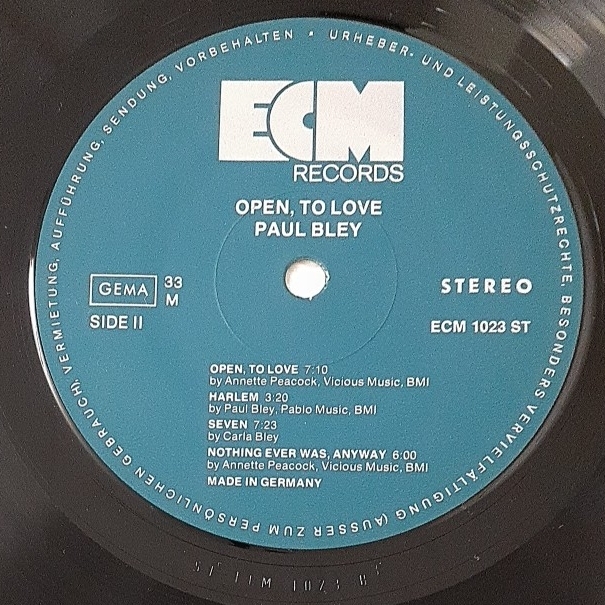 ECM
RECORDS
OPEN, TO LOVE
PAUL BLEY
GEMA
33
M
SIDE II
STEREO
ECM 1023 ST
OPEN, TO LOVE 7:10
by Annette Peacock, Vicious Music, BMI
HARLEM 3:20
by Paul Bley, Pablo Music, BMI
SEVEN 7:23
by Carla Bley
NOTHING EVER WAS, ANYWAY 6:00
by Annette Peacock, Vicious Music, BMI
MADE IN GERMANY
URHEBER- UND LEISTUNGSSCHUTZRECHTE, BESONDERS VERVIELFÄLTIGUNG (AUSSER ZUM PERSÖNLICHEN GEBRAUCH), VERMIETUNG, AUFFÜHRUNG, SENDUNG, VORBEHALTEN •